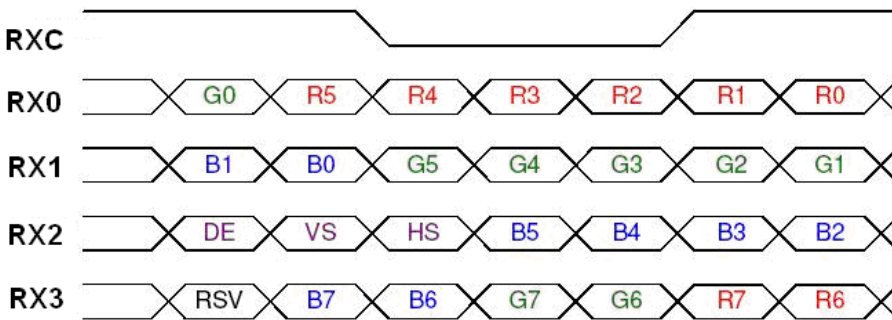 RXC
RX0 G0 R5 R4 R3 R2 R1 R0
RX1 B1 B0 G5 G4 G3 G2 G1
RX2 DE VS HS B5 B4 B3 B2
RX3 RSV B7 B6 G7 G6 R7 R6